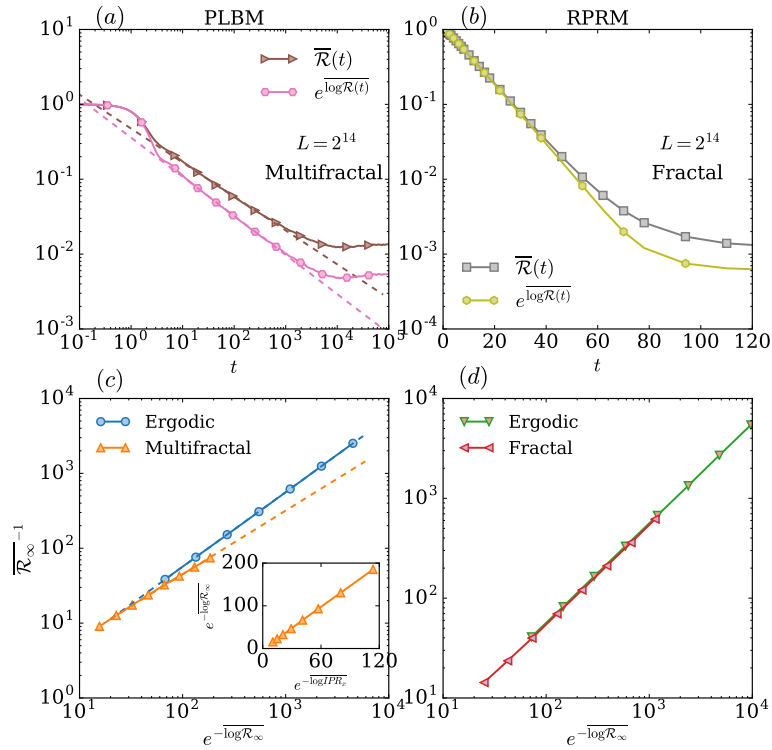 (a) PLBM
(b) RPRM
10^1
10^0
10^{-1}
10^{-2}
10^{-3}
\overline{\mathcal{R}}(t)
e^{\overline{\log \mathcal{R}(t)}}
L = 2^{14}
Multifractal
10^{-1} 10^0 10^1 10^2 10^3 10^4 10^5
t
10^0
10^{-1}
10^{-2}
10^{-3}
10^{-4}
L = 2^{14}
Fractal
\overline{\mathcal{R}}(t)
e^{\overline{\log \mathcal{R}(t)}}
0 20 40 60 80 100 120
t
(c)
(d)
10^4
10^3
10^2
10^1
10^0
\overline{\mathcal{R}_\infty}^{-1}
Ergodic
Multifractal
200
100
0
e^{-\overline{\log \mathcal{R}_\infty}}
0 60 120
e^{-\overline{\log IPR_x}}
10^1 10^2 10^3 10^4
e^{-\overline{\log \mathcal{R}_\infty}}
10^4
10^3
10^2
10^1
Ergodic
Fractal
10^1 10^2 10^3 10^4
e^{-\overline{\log \mathcal{R}_\infty}}